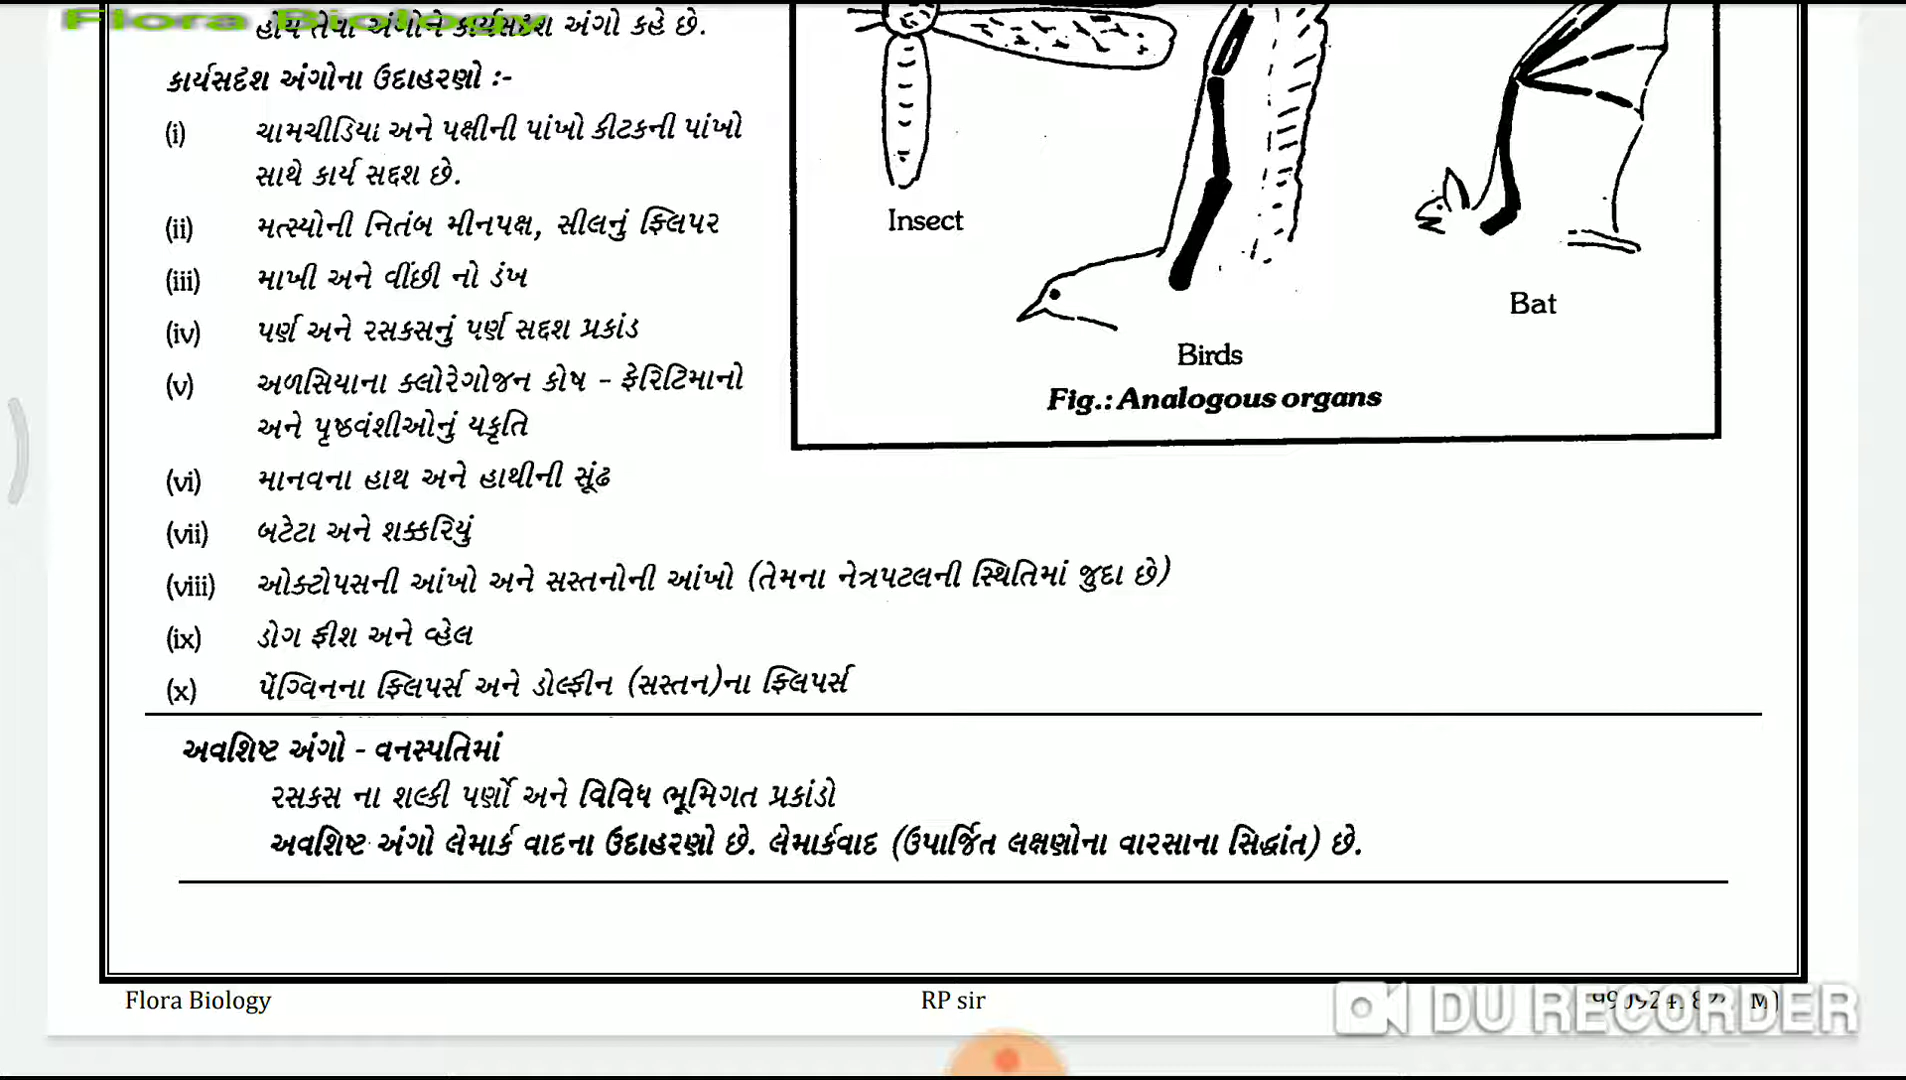 Flora Biology
હોય તેવા અંગોને કાર્યસદશ અંગો કહે છે.
કાર્યસદેશ અંગોના ઉદાહરણો :-
(i) ચામચીડિયા અને પક્ષીની પાંખો કીટકની પાંખો
સાથે કાર્ય સદ્દશ છે.
(ii) મત્સ્યોની નિતંબ મીનપક્ષ, સીલનું ફ્લિપર
(iii) માખી અને વીંછી નો ડંખ
(iv) પર્ણ અને રસકસનું પર્ણ સદ્દશ પ્રકાંડ
(v) અળસિયાના ક્લોરેગોજન કોષ - ફેરિટિમાનો
અને પૃષ્ઠવંશીઓનું યકૃતિ
(vi) માનવના હાથ અને હાથીની સૂંઢ
(vii) બટેટા અને શક્કરિયું
(viii) ઓક્ટોપસની આંખો અને સસ્તનોની આંખો (તેમના નેત્રપટલની સ્થિતિમાં જુદા છે)
(ix) ડોગ ફીશ અને વ્હેલ
(x) પેંગ્વિનના ફ્લિપર્સ અને ડોલ્ફીન (સસ્તન)ના ફ્લિપર્સ
Insect
Birds
Bat
Fig.: Analogous organs
અવશિષ્ટ અંગો - વનસ્પતિમાં
રસકસ ના શલ્કી પર્ણો અને વિવિધ ભૂમિગત પ્રકાંડો
અવશિષ્ટ અંગો લેમાર્ક વાદના ઉદાહરણો છે. લેમાર્કવાદ (ઉપાર્જિત લક્ષણોના વારસાના સિદ્ધાંત) છે.
Flora Biology RP sir
DU RECORDER